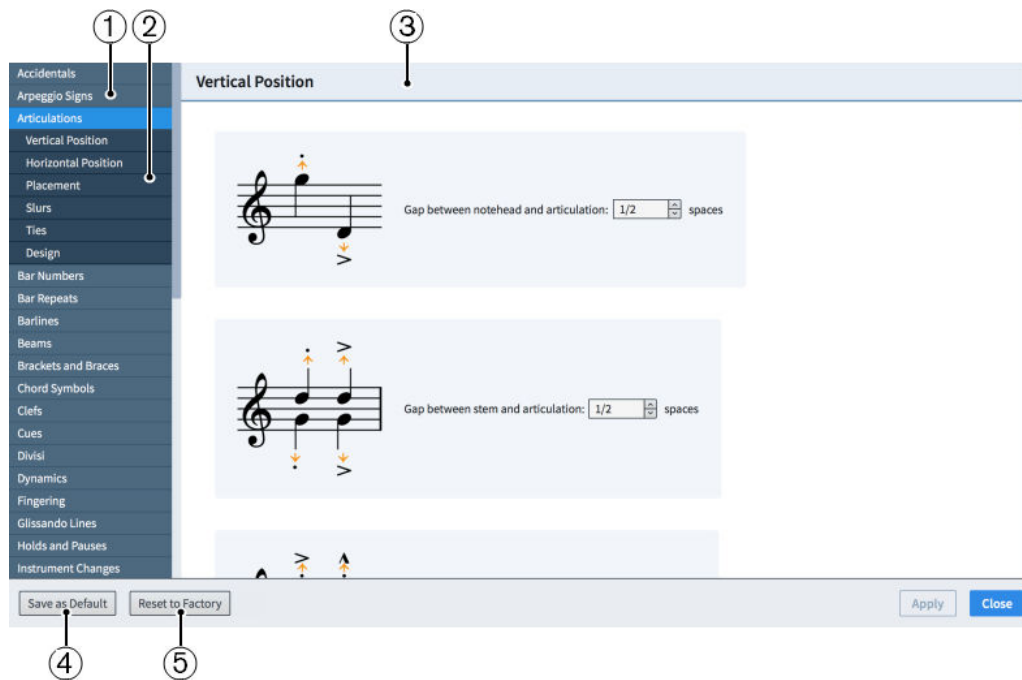 ① ② ③
Accidentals
Arpeggio Signs
Articulations
Vertical Position
Horizontal Position
Placement
Slurs
Ties
Design
Bar Numbers
Bar Repeats
Barlines
Beams
Brackets and Braces
Chord Symbols
Clefs
Cues
Divisi
Dynamics
Fingering
Glissando Lines
Holds and Pauses
Instrument Changes
Vertical Position
Gap between notehead and articulation: 1/2 spaces
Gap between stem and articulation: 1/2 spaces
Save as Default Reset to Factory Apply Close
④ ⑤